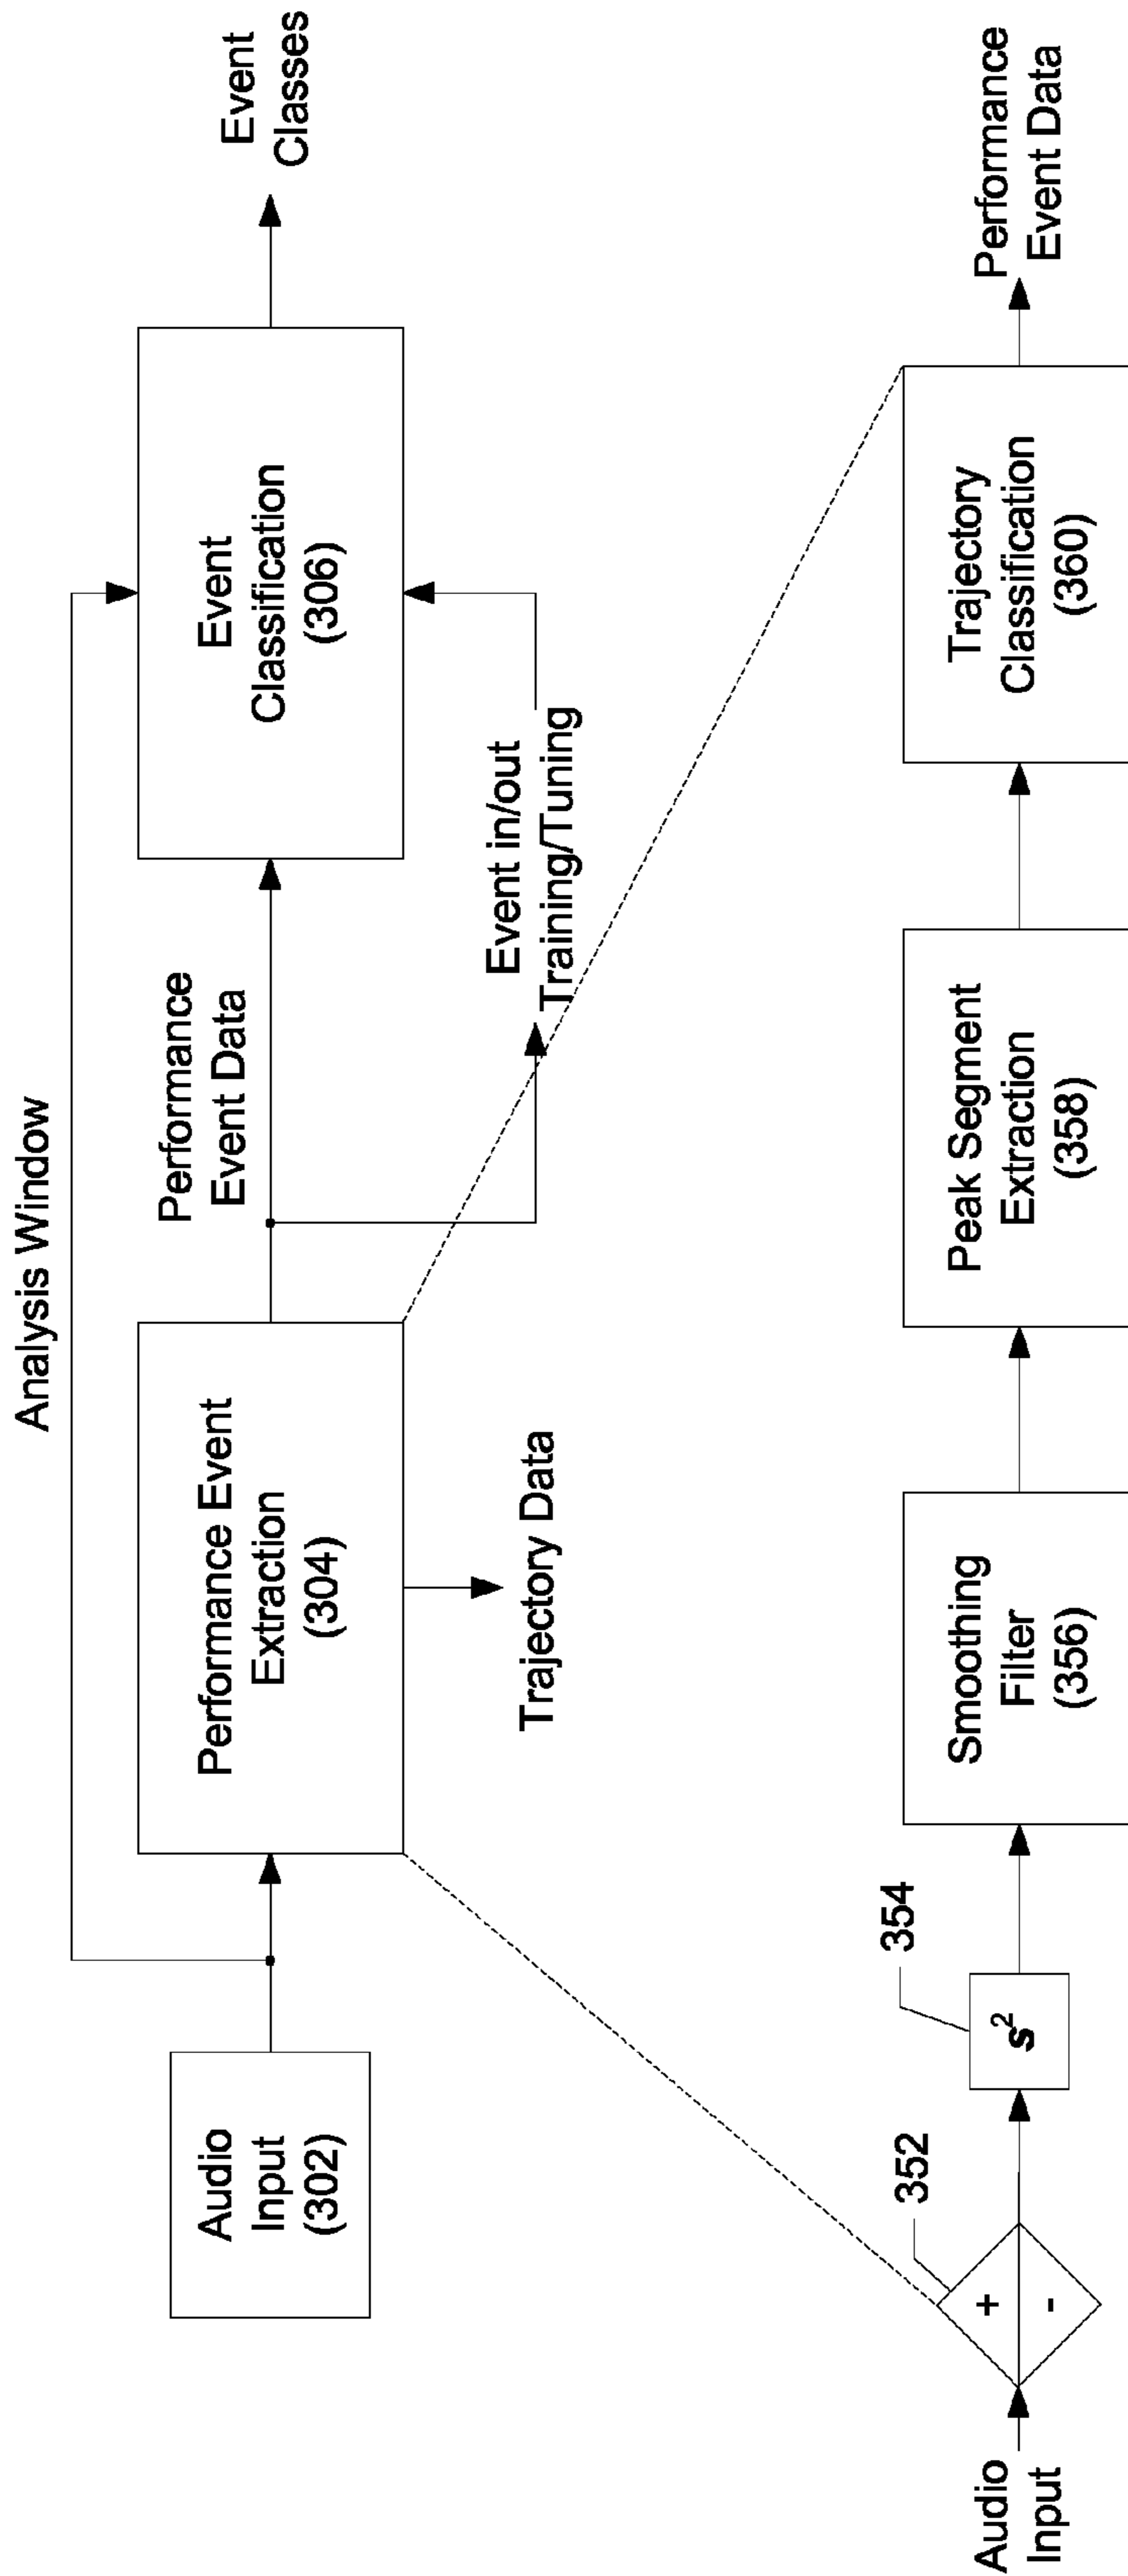 Analysis Window
Audio
Input
(302)
Performance Event
Extraction
(304)
Performance
Event Data
Event
Classification
(306)
Event
Classes
Trajectory Data
Event in/out
Training/Tuning
Audio
Input
+
-
352
s²
354
Smoothing
Filter
(356)
Peak Segment
Extraction
(358)
Trajectory
Classification
(360)
Performance
Event Data